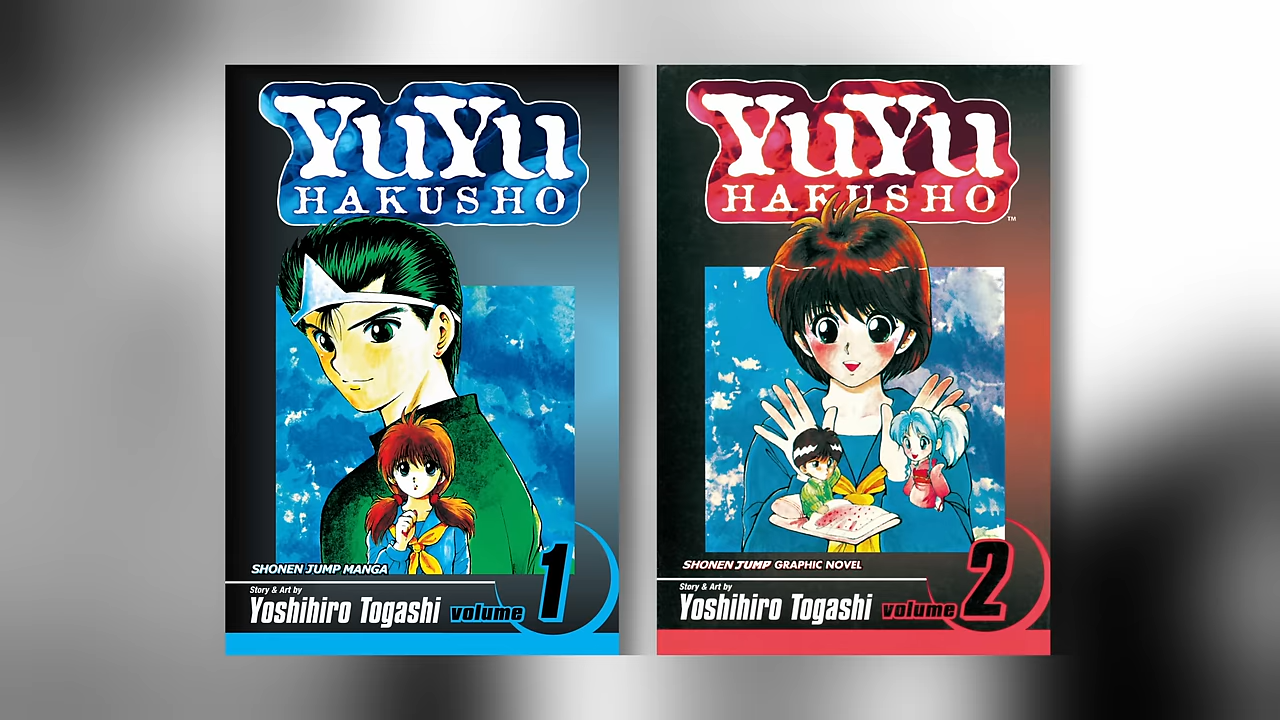 YuYu
HAKUSHO
SHONEN JUMP MANGA
Story & Art by
Yoshihiro Togashi
volume 1
YuYu
HAKUSHO
™
SHONEN JUMP GRAPHIC NOVEL
Story & Art by
Yoshihiro Togashi
volume 2